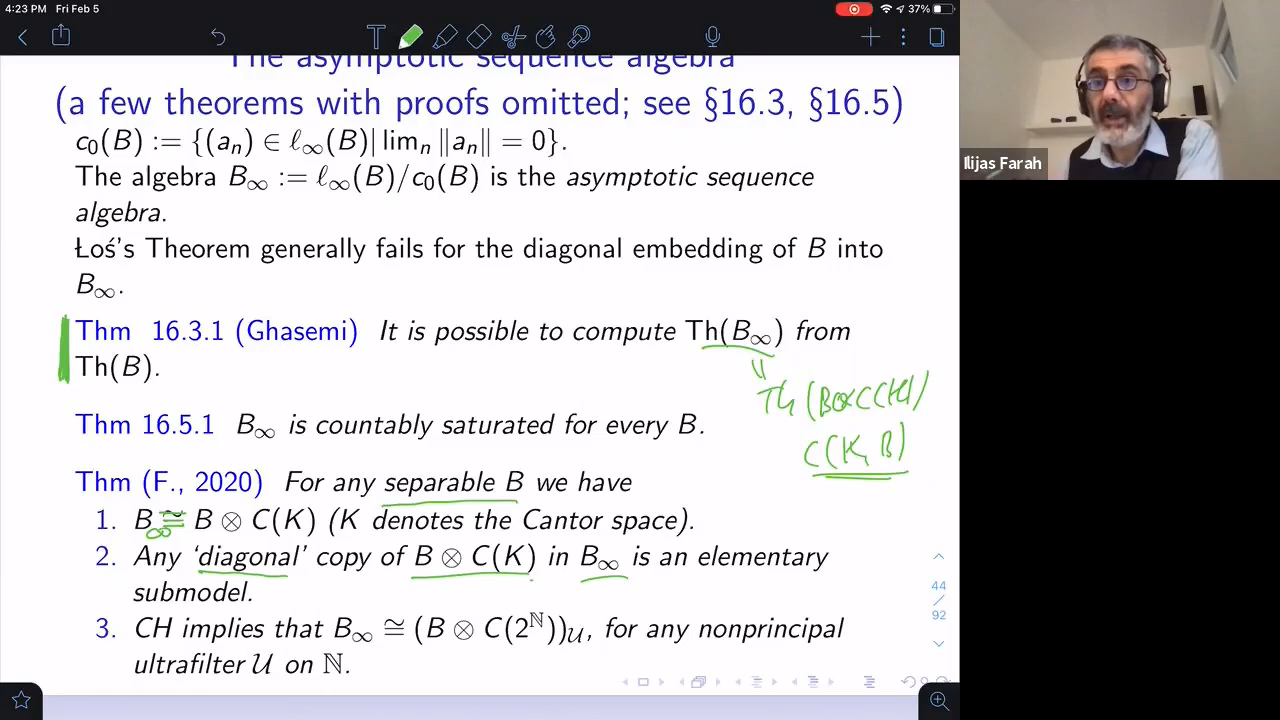 4:23 PM Fri Feb 5
37%
The asymptotic sequence algebra
(a few theorems with proofs omitted; see §16.3, §16.5)
c₀(B) := {(aₙ) ∈ ℓ∞(B)| limₙ ‖aₙ‖ = 0}.
The algebra B∞ := ℓ∞(B)/c₀(B) is the asymptotic sequence
algebra.
Łoś's Theorem generally fails for the diagonal embedding of B into
B∞.
Thm 16.3.1 (Ghasemi) It is possible to compute Th(B∞) from
Th(B).
Th (B⊗C(K))
C(K, B)
Thm 16.5.1 B∞ is countably saturated for every B.
Thm (F., 2020) For any separable B we have
1. B∞ ≅ B ⊗ C(K) (K denotes the Cantor space).
2. Any ‘diagonal’ copy of B ⊗ C(K) in B∞ is an elementary
submodel.
3. CH implies that B∞ ≅ (B ⊗ C(2^ℕ))_𝒰, for any nonprincipal
ultrafilter 𝒰 on ℕ.
44
/
92
Ilijas Farah